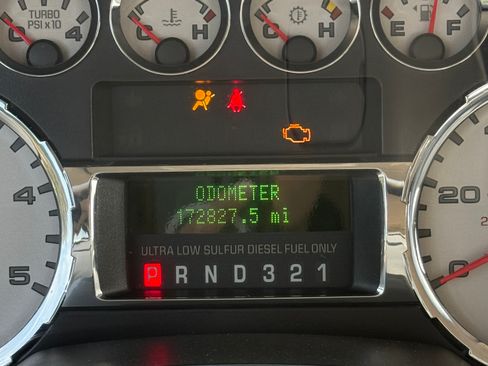 TURBO
PSI x 10
4
C H
C H
E F
4
5
ODOMETER
172827.5 mi
ULTRA LOW SULFUR DIESEL FUEL ONLY
P R N D 3 2 1
20